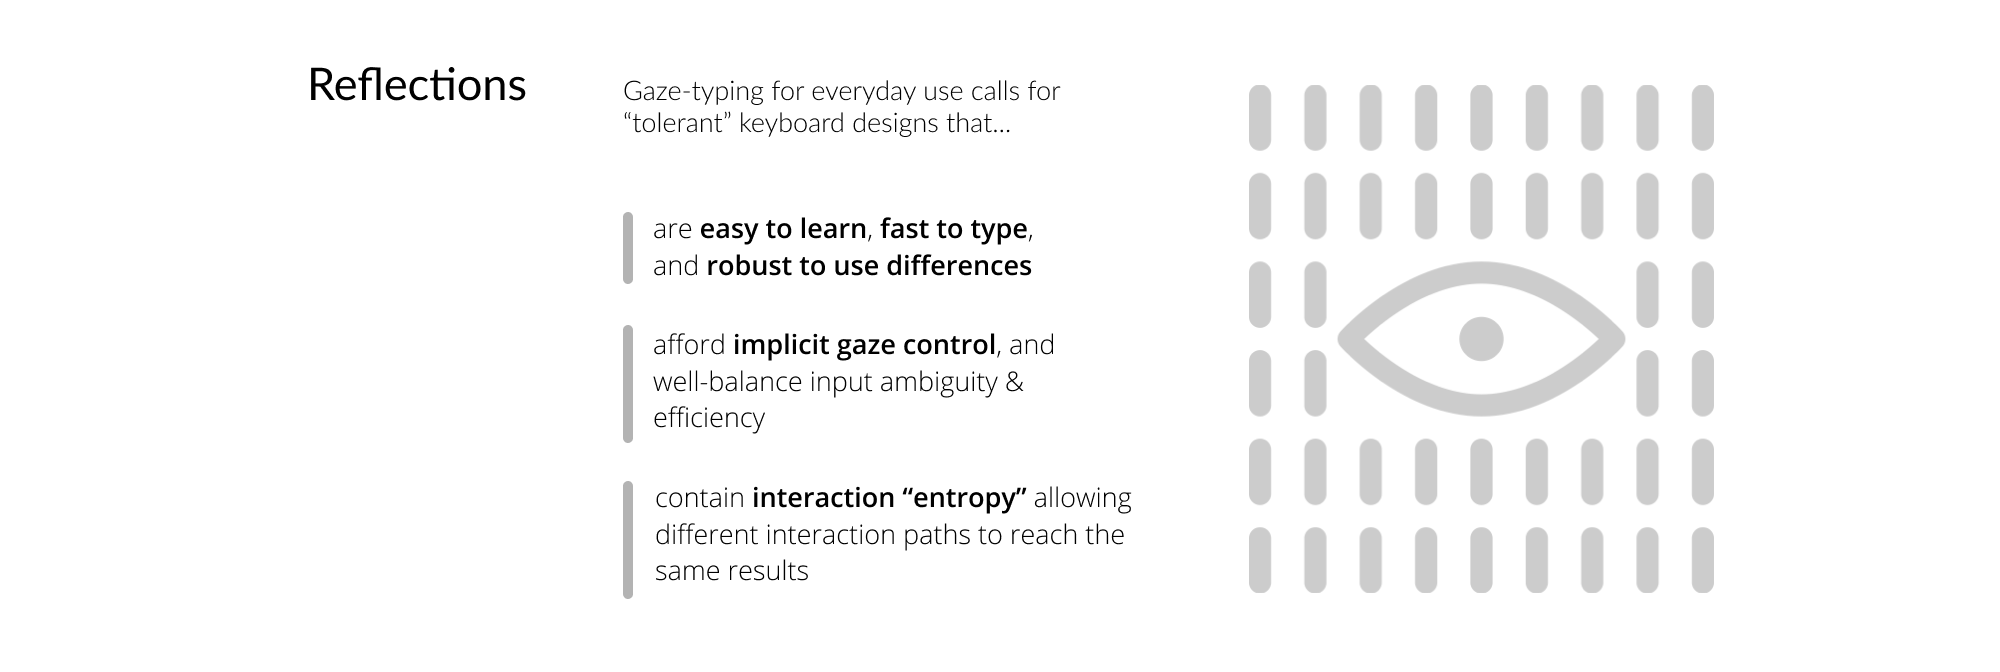 Reflections
Gaze-typing for everyday use calls for
“tolerant” keyboard designs that...
are easy to learn, fast to type,
and robust to use differences
afford implicit gaze control, and
well-balance input ambiguity &
efficiency
contain interaction “entropy” allowing
different interaction paths to reach the
same results